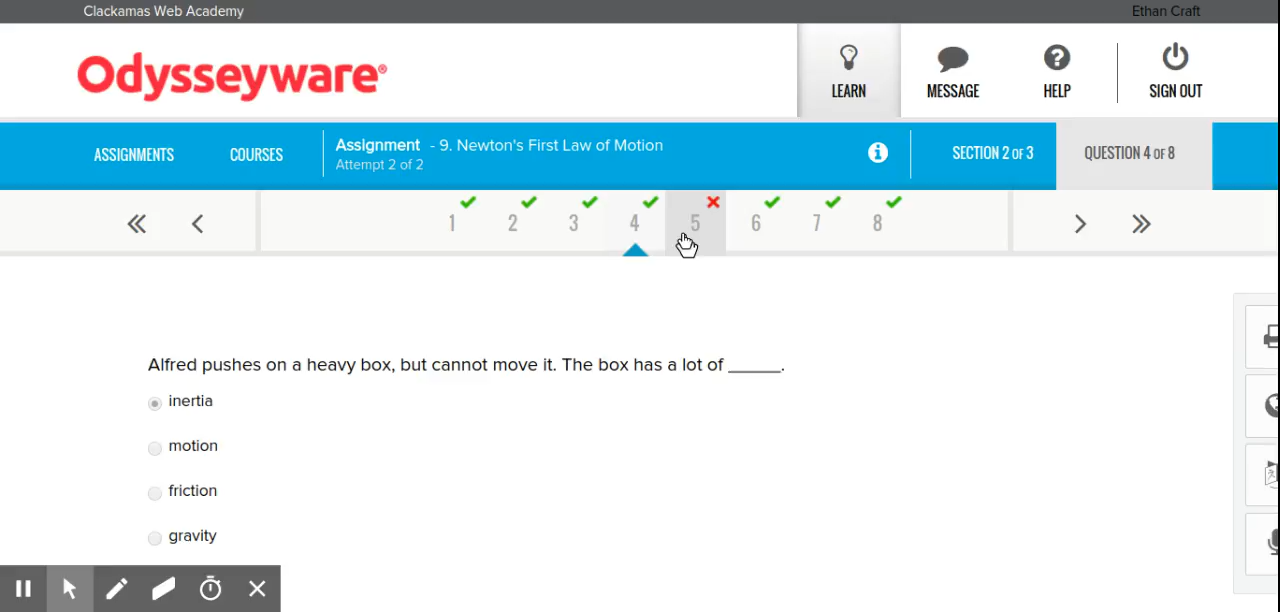 Clackamas Web Academy Ethan Craft
Odysseyware®
LEARN MESSAGE HELP SIGN OUT
ASSIGNMENTS COURSES Assignment - 9. Newton's First Law of Motion SECTION 2 OF 3 QUESTION 4 OF 8
Attempt 2 of 2
1 2 3 4 5 6 7 8
Alfred pushes on a heavy box, but cannot move it. The box has a lot of _____.
inertia
motion
friction
gravity